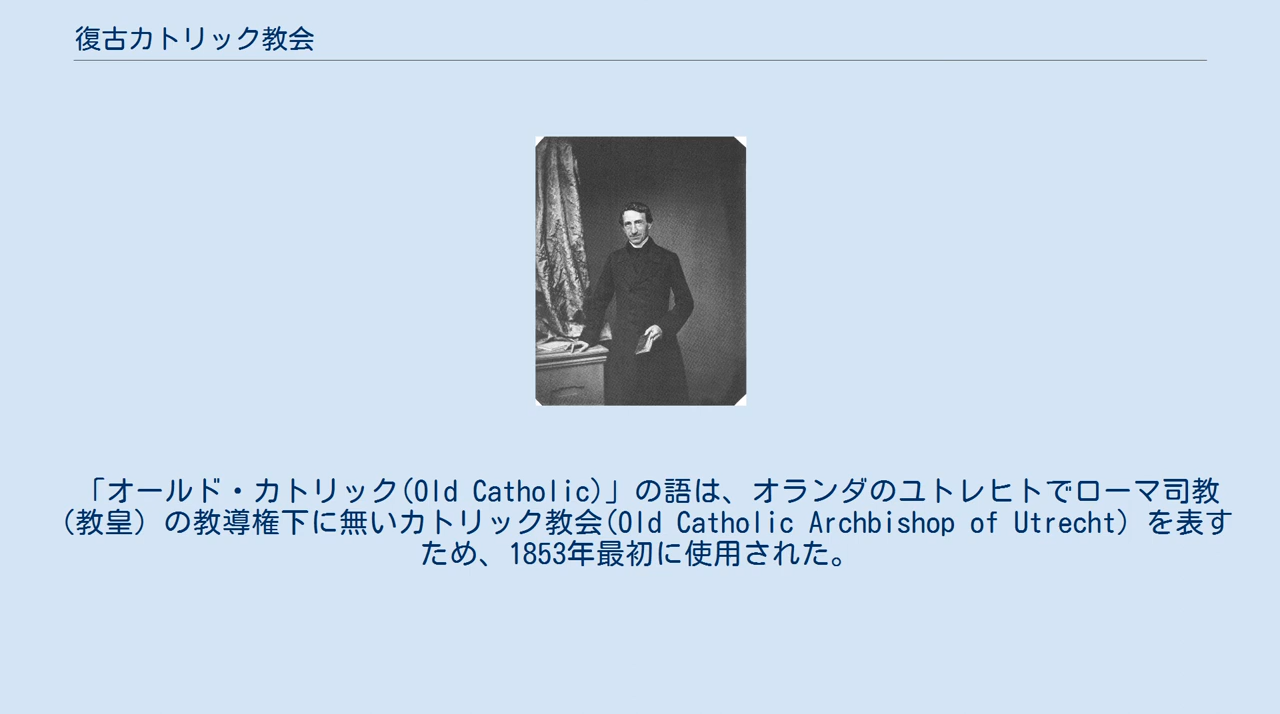 復古カトリック教会
「オールド・カトリック(Old Catholic)」の語は、オランダのユトレヒトでローマ司教
(教皇) の教導権下に無いカトリック教会(Old Catholic Archbishop of Utrecht) を表す
ため、1853年最初に使用された。